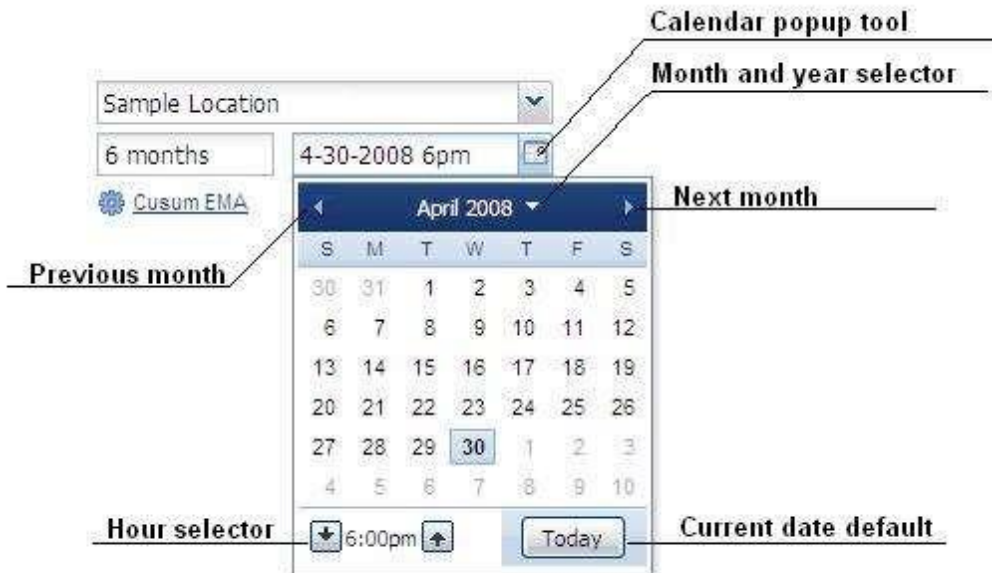 Calendar popup tool
Month and year selector
Sample Location
6 months 4-30-2008 6pm
Cusum EMA
April 2008
Next month
Previous month
S M T W T F S
30 31 1 2 3 4 5
6 7 8 9 10 11 12
13 14 15 16 17 18 19
20 21 22 23 24 25 26
27 28 29 30 1 2 3
4 5 6 7 8 9 10
Hour selector
6:00pm
Today
Current date default